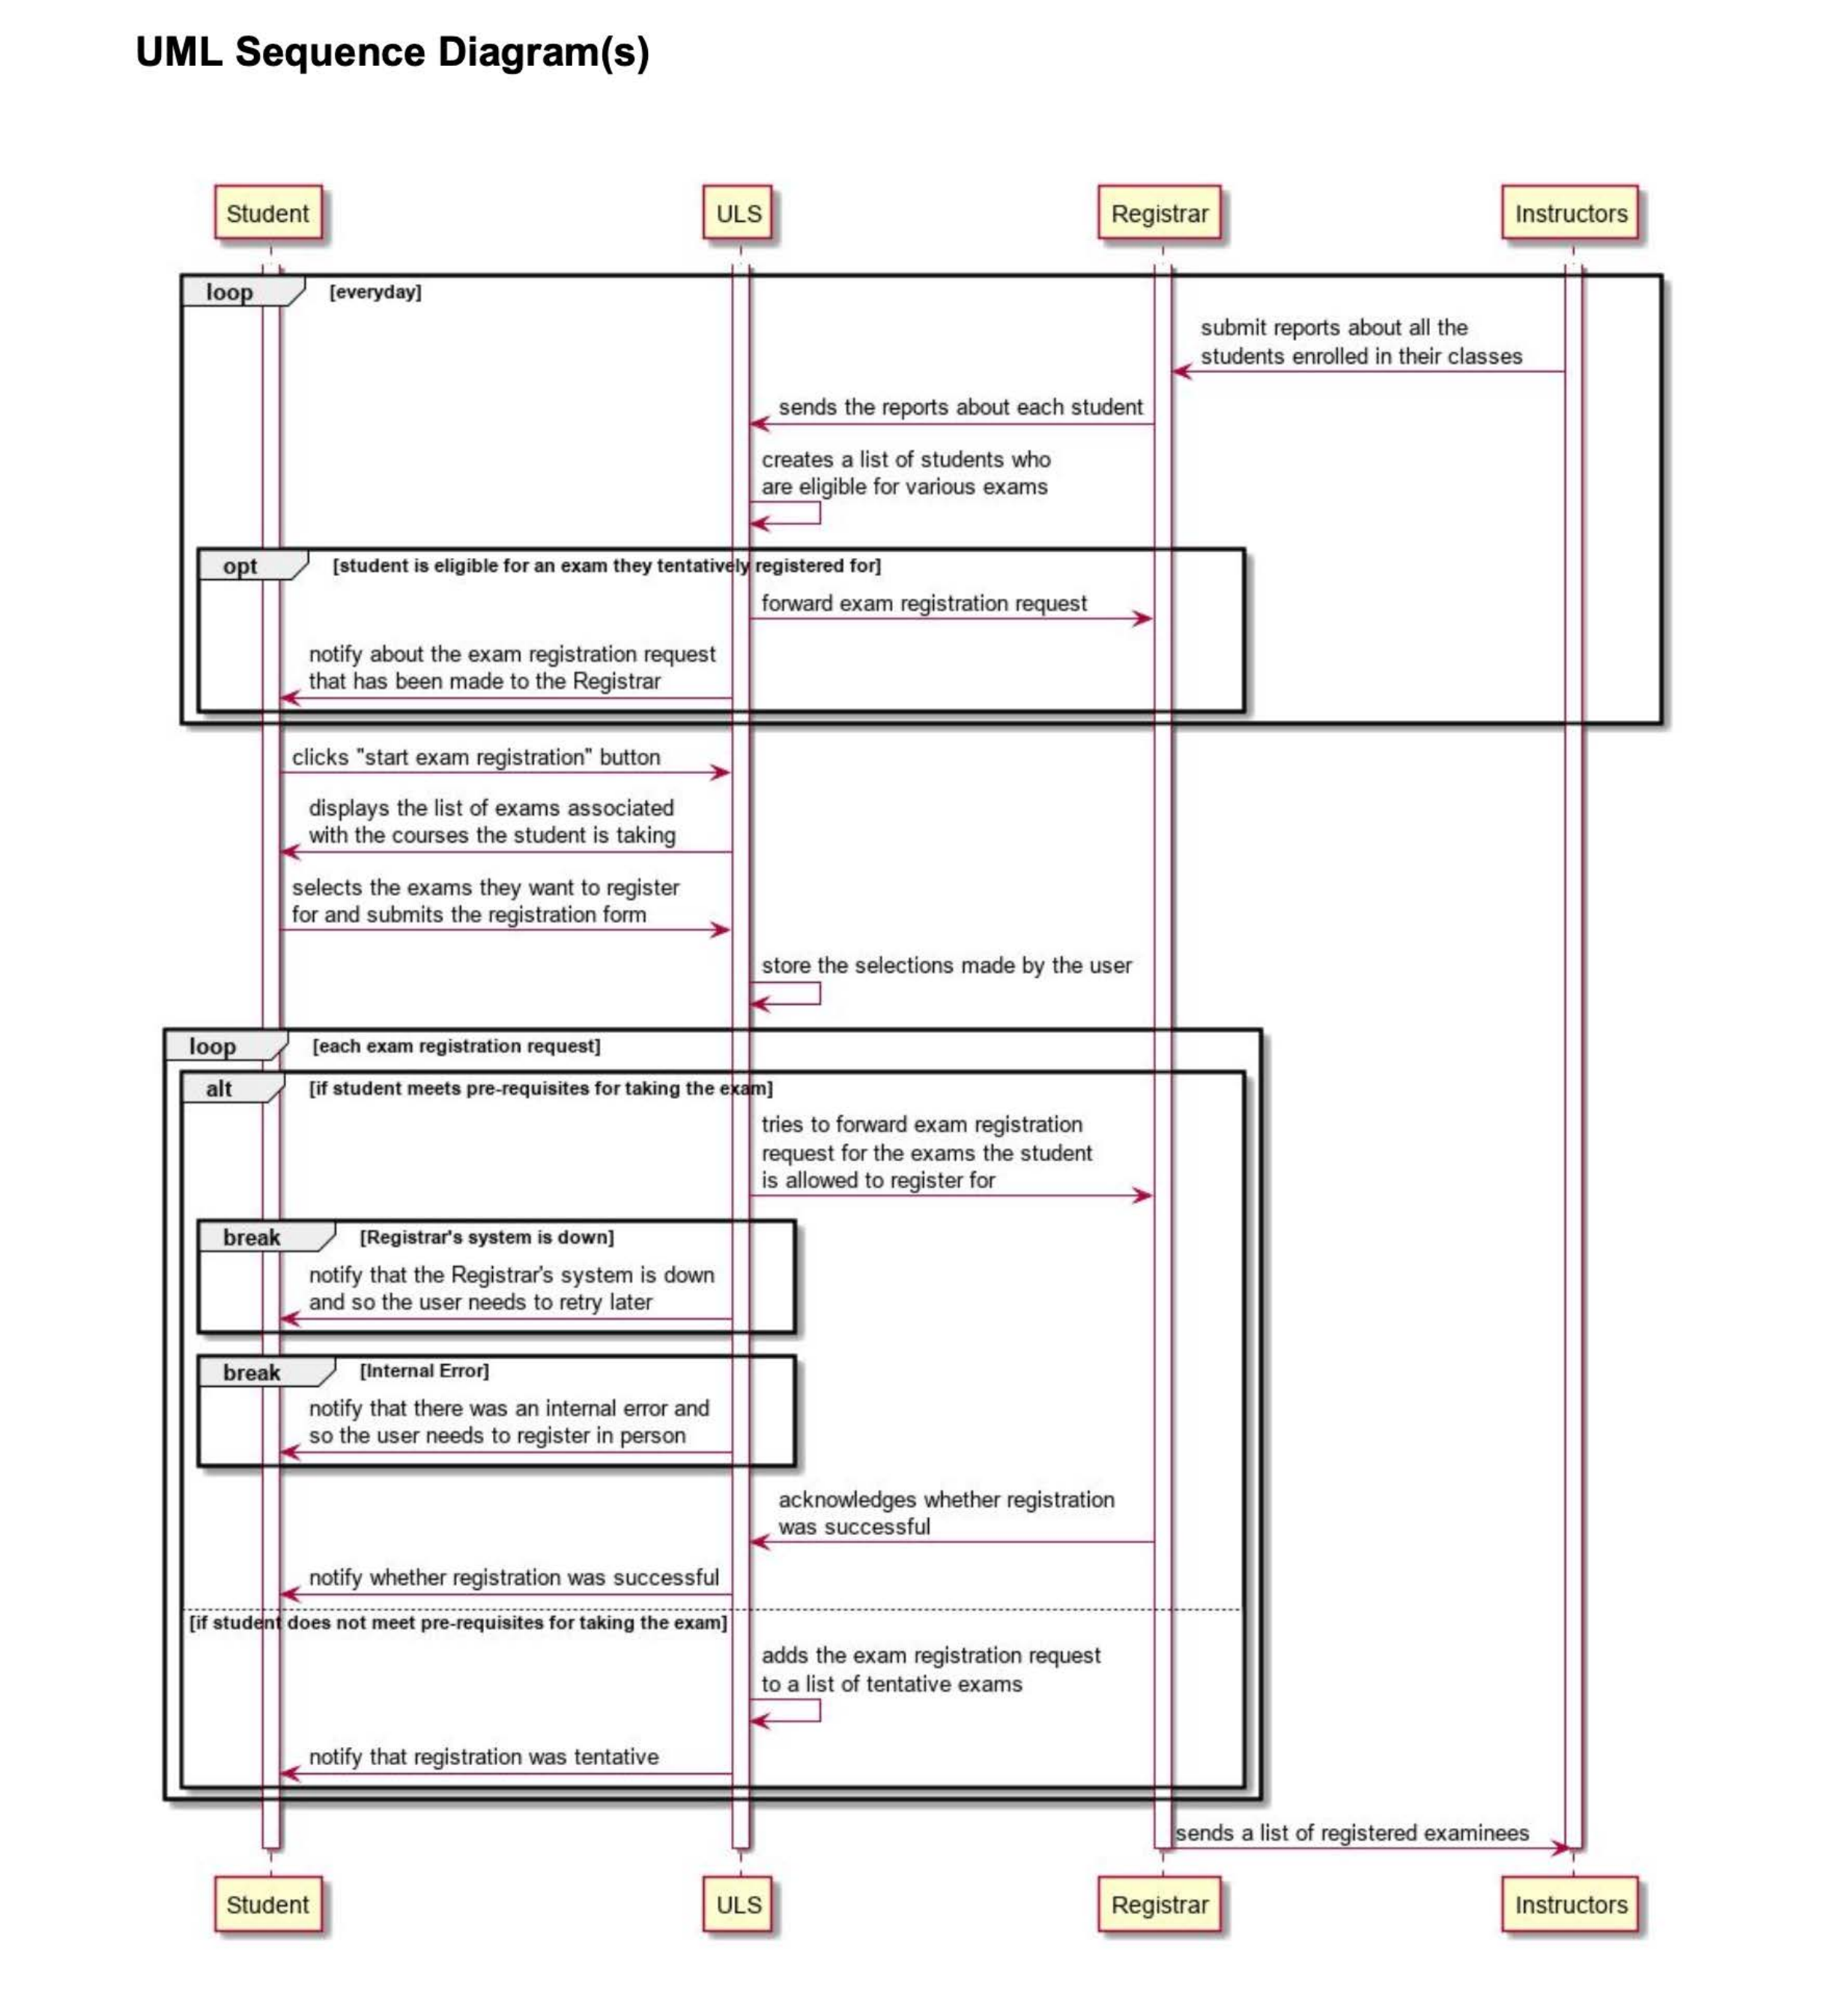 UML Sequence Diagram(s)
Student
ULS
Registrar
Instructors
loop
[everyday]
submit reports about all the
students enrolled in their classes
sends the reports about each student
creates a list of students who
are eligible for various exams
opt
[student is eligible for an exam they tentatively registered for]
forward exam registration request
notify about the exam registration request
that has been made to the Registrar
clicks "start exam registration" button
displays the list of exams associated
with the courses the student is taking
selects the exams they want to register
for and submits the registration form
store the selections made by the user
loop
[each exam registration request]
alt
[if student meets pre-requisites for taking the exam]
tries to forward exam registration
request for the exams the student
is allowed to register for
break
[Registrar's system is down]
notify that the Registrar's system is down
and so the user needs to retry later
break
[Internal Error]
notify that there was an internal error and
so the user needs to register in person
acknowledges whether registration
was successful
notify whether registration was successful
[if student does not meet pre-requisites for taking the exam]
adds the exam registration request
to a list of tentative exams
notify that registration was tentative
sends a list of registered examinees
Student
ULS
Registrar
Instructors